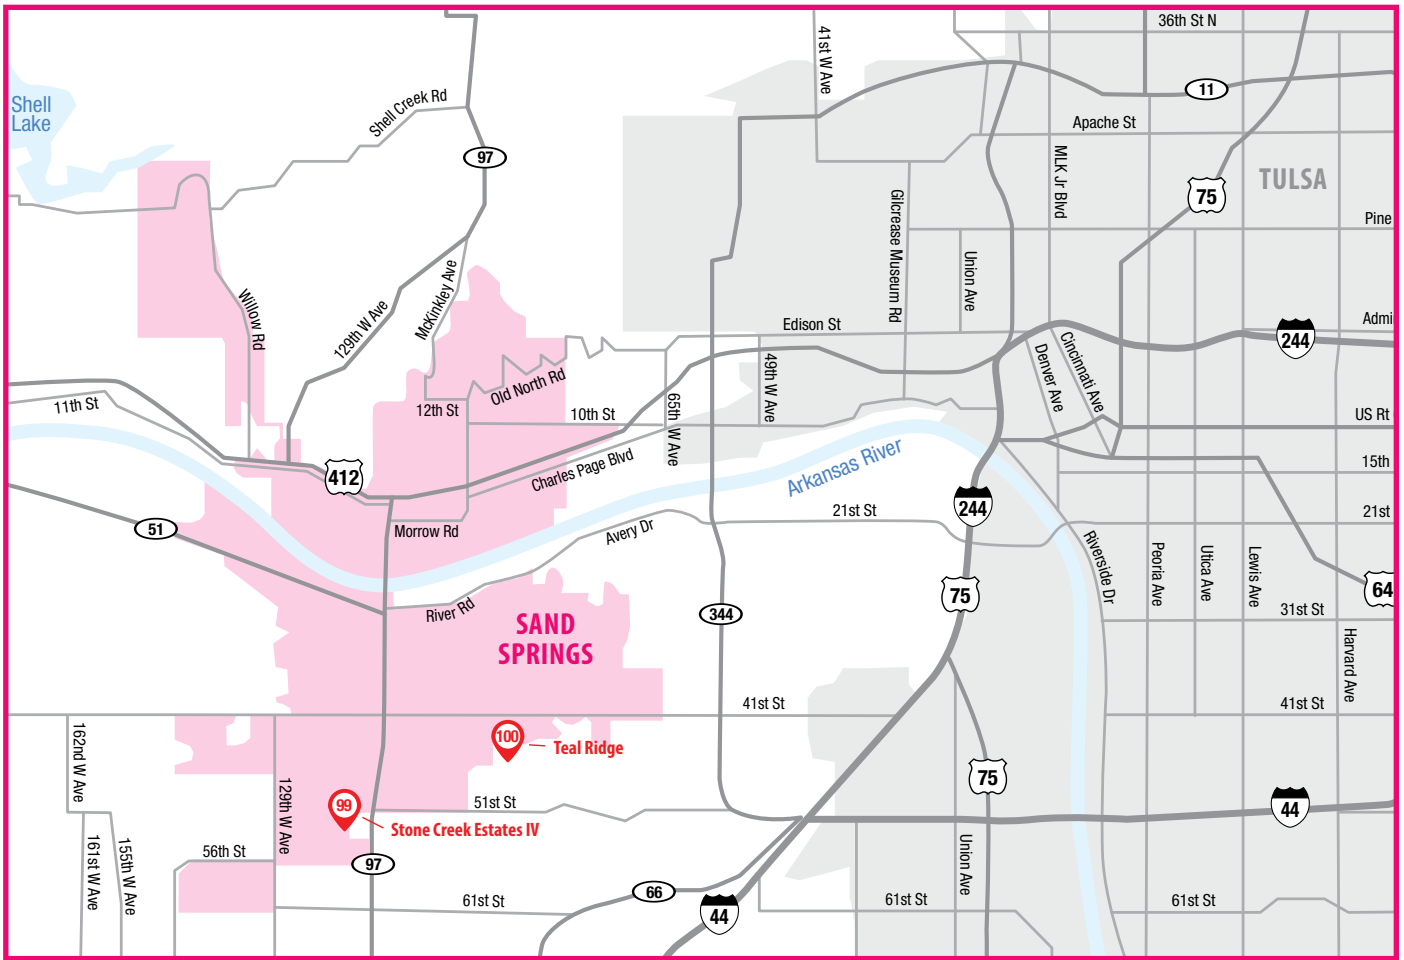 36th St N
41st W Ave
Shell
Lake
Shell Creek Rd
11
Apache St
97
MLK Jr Blvd
TULSA
75
Gilcrease Museum Rd
Pine
Union Ave
McKinley Ave
Willow Rd
129th W Ave
Edison St
Admi
244
Denver Ave
Cincinnati Ave
49th W Ave
Old North Rd
11th St
12th St
10th St
65th W Ave
US Rt
Charles Page Blvd
Arkansas River
15th
412
244
51
Morrow Rd
Avery Dr
21st St
21st
Riverside Dr
Peoria Ave
Utica Ave
Lewis Ave
64
75
River Rd
344
31st St
SAND
SPRINGS
Harvard Ave
41st St
41st St
162nd W Ave
100
Teal Ridge
75
129th W Ave
99
51st St
44
Stone Creek Estates IV
161st W Ave
155th W Ave
56th St
97
Union Ave
66
61st St
44
61st St
61st St